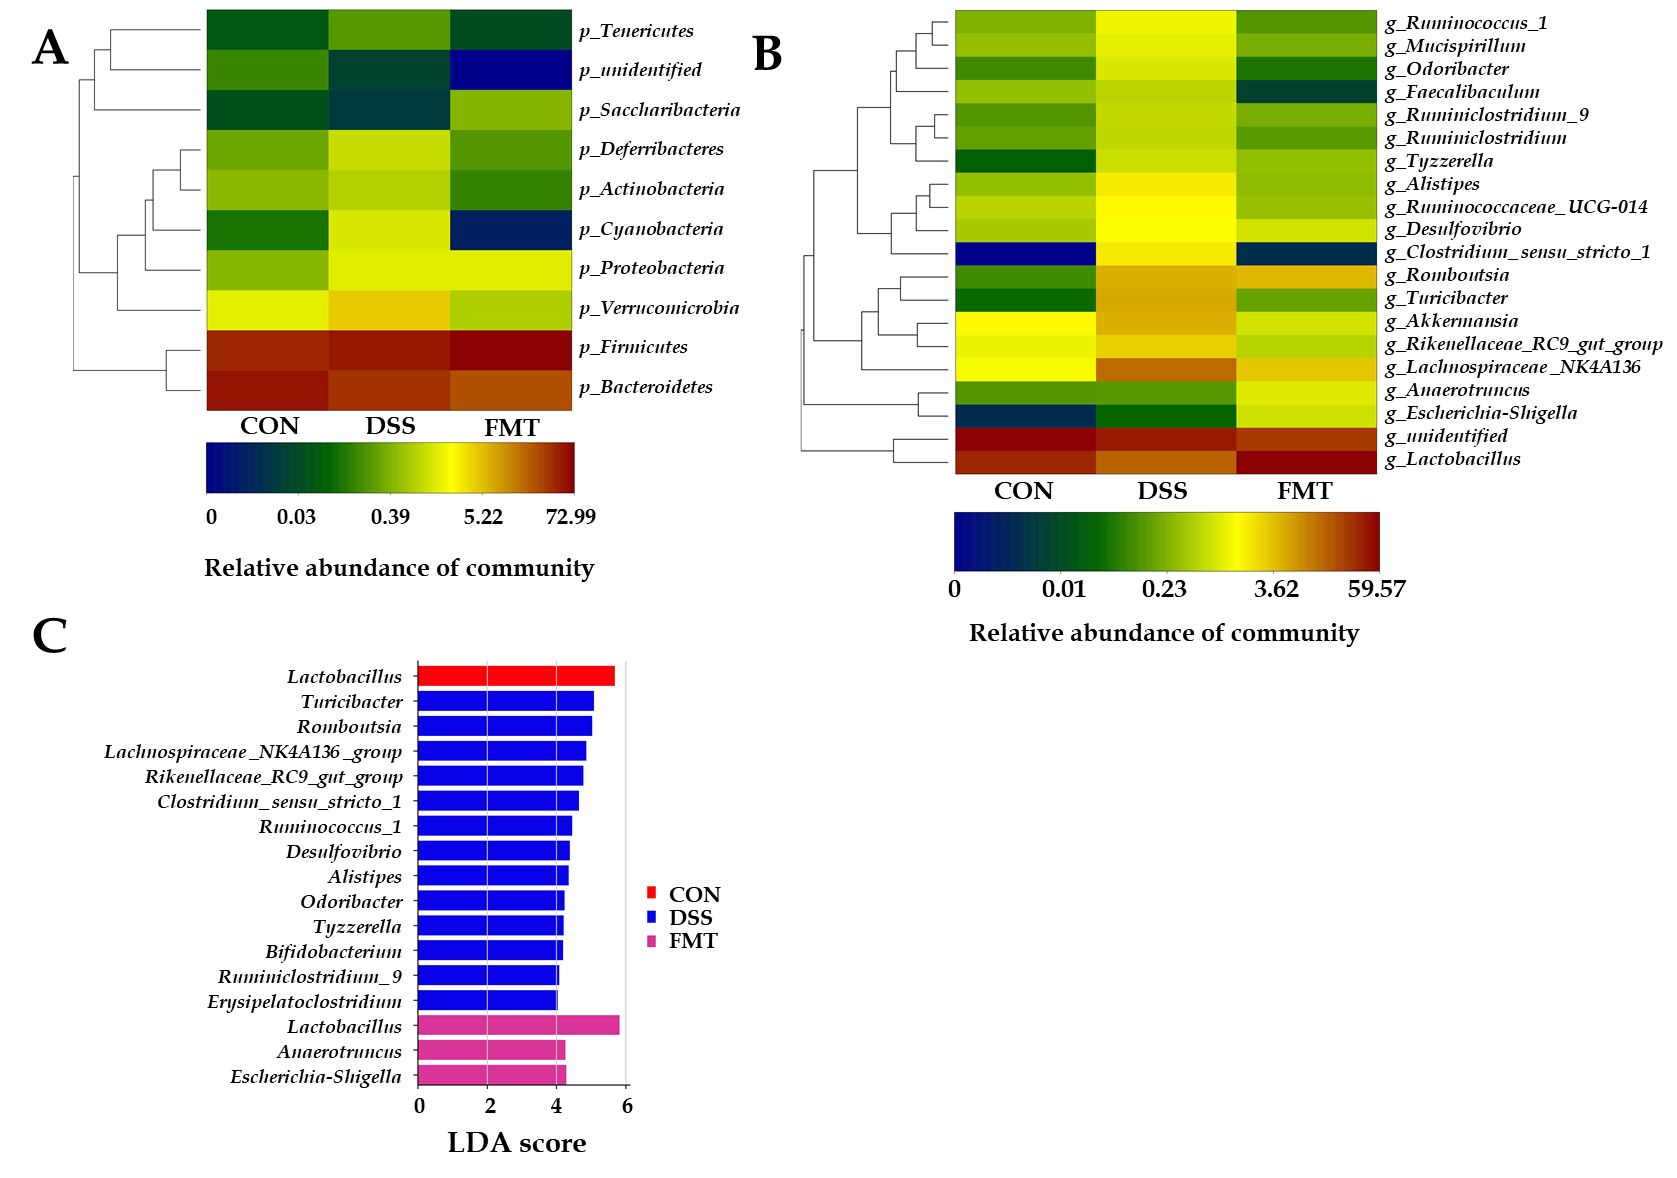 A
p_Tenericutes
p_unidentified
p_Saccharibacteria
p_Deferribacteres
p_Actinobacteria
p_Cyanobacteria
p_Proteobacteria
p_Verrucomicrobia
p_Firmicutes
p_Bacteroidetes
CON DSS FMT
0 0.03 0.39 5.22 72.99
Relative abundance of community
B
g_Ruminococcus_1
g_Mucispirillum
g_Odoribacter
g_Faecalibaculum
g_Ruminiclostridium_9
g_Ruminiclostridium
g_Tyzzerella
g_Alistipes
g_Ruminococcaceae_UCG-014
g_Desulfovibrio
g_Clostridium_sensu_stricto_1
g_Romboutsia
g_Turicibacter
g_Akkermansia
g_Rikenellaceae_RC9_gut_group
g_Lachnospiraceae_NK4A136
g_Anaerotruncus
g_Escherichia-Shigella
g_unidentified
g_Lactobacillus
CON DSS FMT
0 0.01 0.23 3.62 59.57
Relative abundance of community
C
Lactobacillus
Turicibacter
Romboutsia
Lachnospiraceae_NK4A136_group
Rikenellaceae_RC9_gut_group
Clostridium_sensu_stricto_1
Ruminococcus_1
Desulfovibrio
Alistipes
Odoribacter
Tyzzerella
Bifidobacterium
Ruminiclostridium_9
Erysipelatoclostridium
Lactobacillus
Anaerotruncus
Escherichia-Shigella
0 2 4 6
LDA score
CON
DSS
FMT